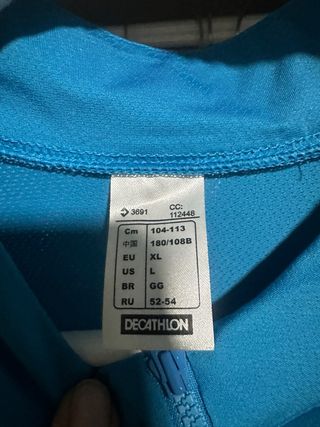 3691 CC:
112448
Cm 104-113
中国 180/108B
EU XL
US L
BR GG
RU 52-54
DECATHLON